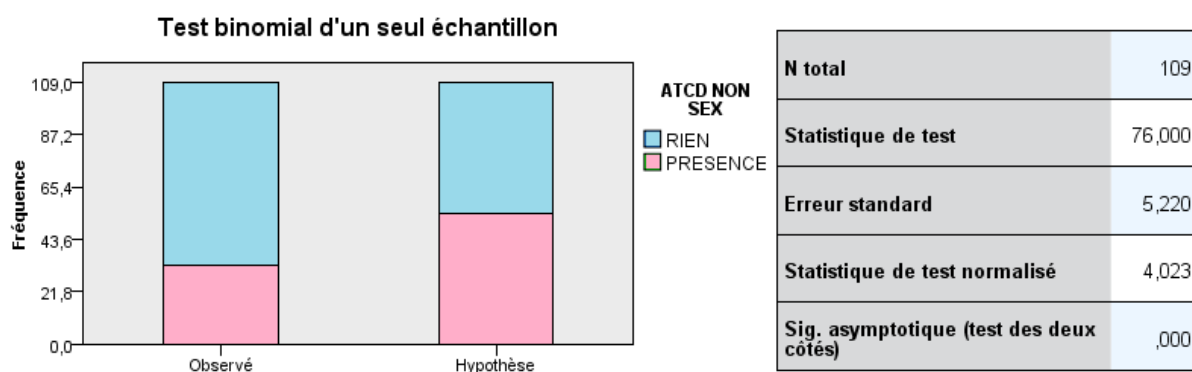 Test binomial d'un seul échantillon
109,0
87,2
65,4
43,6
21,8
0,0
Fréquence
Observé
Hypothèse
ATCD NON
SEX
RIEN
PRESENCE
N total 109
Statistique de test 76,000
Erreur standard 5,220
Statistique de test normalisé 4,023
Sig. asymptotique (test des deux
côtés) ,000